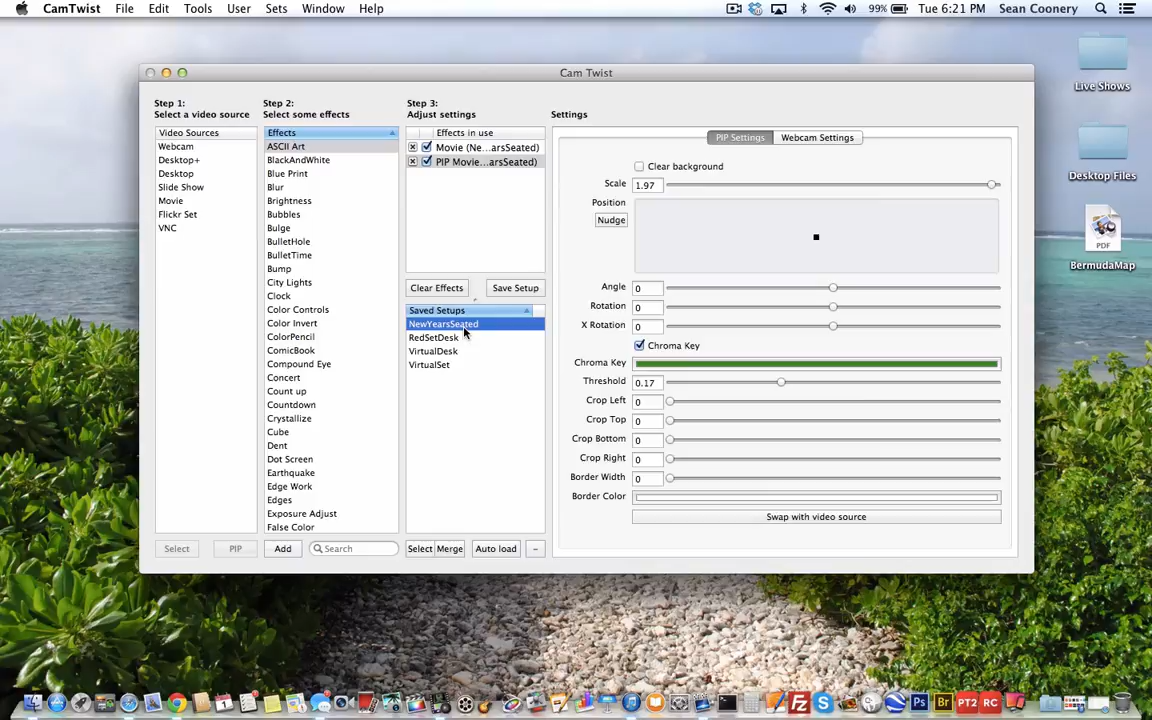 CamTwist File Edit Tools User Sets Window Help 99% Tue 6:21 PM Sean Coonery
Cam Twist
Live Shows
Desktop Files
PDF
BermudaMap
Step 1:
Select a video source
Video Sources
Webcam
Desktop+
Desktop
Slide Show
Movie
Flickr Set
VNC
Select PIP
Step 2:
Select some effects
Effects
ASCII Art
BlackAndWhite
Blue Print
Blur
Brightness
Bubbles
Bulge
BulletHole
BulletTime
Bump
City Lights
Clock
Color Controls
Color Invert
ColorPencil
ComicBook
Compound Eye
Concert
Count up
Countdown
Crystallize
Cube
Dent
Dot Screen
Earthquake
Edge Work
Edges
Exposure Adjust
False Color
Add Search
Step 3:
Adjust settings
Effects in use
Movie (Ne...arsSeated)
PIP Movie...arsSeated)
Clear Effects Save Setup
Saved Setups
NewYearsSeated
RedSetDesk
VirtualDesk
VirtualSet
Select Merge Auto load -
Settings
PIP Settings Webcam Settings
Clear background
Scale 1.97
Position
Nudge
Angle 0
Rotation 0
X Rotation 0
Chroma Key
Chroma Key
Threshold 0.17
Crop Left 0
Crop Top 0
Crop Bottom 0
Crop Right 0
Border Width 0
Border Color
Swap with video source
Ps Br PT2 RC